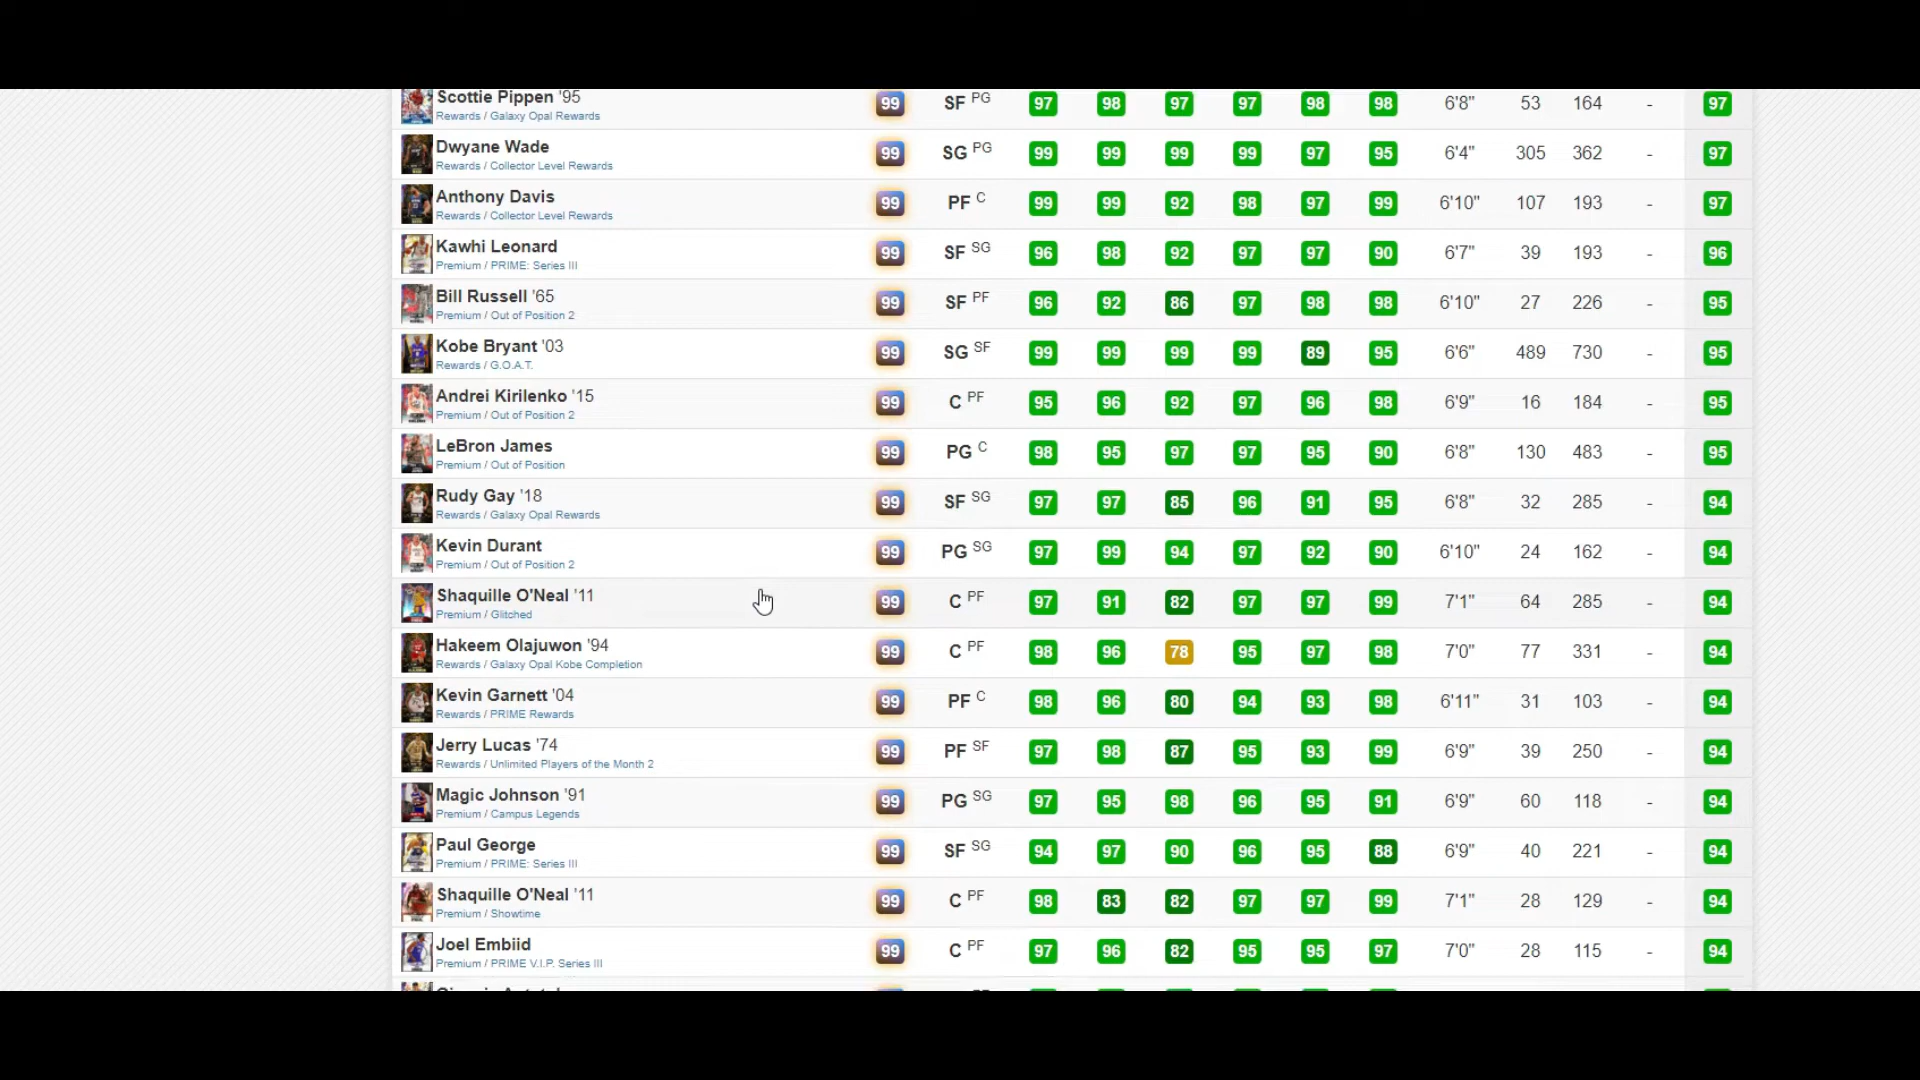 Scottie Pippen '95 99 SF PG 97 98 97 97 98 98 6'8" 53 164 - 97
Rewards / Galaxy Opal Rewards
Dwyane Wade 99 SG PG 99 99 99 99 97 95 6'4" 305 362 - 97
Rewards / Collector Level Rewards
Anthony Davis 99 PF C 99 99 92 98 97 99 6'10" 107 193 - 97
Rewards / Collector Level Rewards
Kawhi Leonard 99 SF SG 96 98 92 97 97 90 6'7" 39 193 - 96
Premium / PRIME: Series III
Bill Russell '65 99 SF PF 96 92 86 97 98 98 6'10" 27 226 - 95
Premium / Out of Position 2
Kobe Bryant '03 99 SG SF 99 99 99 99 89 95 6'6" 489 730 - 95
Rewards / G.O.A.T.
Andrei Kirilenko '15 99 C PF 95 96 92 97 96 98 6'9" 16 184 - 95
Premium / Out of Position 2
LeBron James 99 PG C 98 95 97 97 95 90 6'8" 130 483 - 95
Premium / Out of Position
Rudy Gay '18 99 SF SG 97 97 85 96 91 95 6'8" 32 285 - 94
Rewards / Galaxy Opal Rewards
Kevin Durant 99 PG SG 97 99 94 97 92 90 6'10" 24 162 - 94
Premium / Out of Position 2
Shaquille O'Neal '11 99 C PF 97 91 82 97 97 99 7'1" 64 285 - 94
Premium / Glitched
Hakeem Olajuwon '94 99 C PF 98 96 78 95 97 98 7'0" 77 331 - 94
Rewards / Galaxy Opal Kobe Completion
Kevin Garnett '04 99 PF C 98 96 80 94 93 98 6'11" 31 103 - 94
Rewards / PRIME Rewards
Jerry Lucas '74 99 PF SF 97 98 87 95 93 99 6'9" 39 250 - 94
Rewards / Unlimited Players of the Month 2
Magic Johnson '91 99 PG SG 97 95 98 96 95 91 6'9" 60 118 - 94
Premium / Campus Legends
Paul George 99 SF SG 94 97 90 96 95 88 6'9" 40 221 - 94
Premium / PRIME: Series III
Shaquille O'Neal '11 99 C PF 98 83 82 97 97 99 7'1" 28 129 - 94
Premium / Showtime
Joel Embiid 99 C PF 97 96 82 95 95 97 7'0" 28 115 - 94
Premium / PRIME V.I.P. Series III